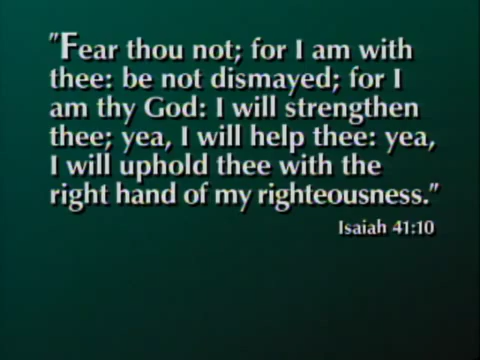 "Fear thou not; for I am with
thee: be not dismayed; for I
am thy God: I will strengthen
thee; yea, I will help thee: yea,
I will uphold thee with the
right hand of my righteousness."
Isaiah 41:10